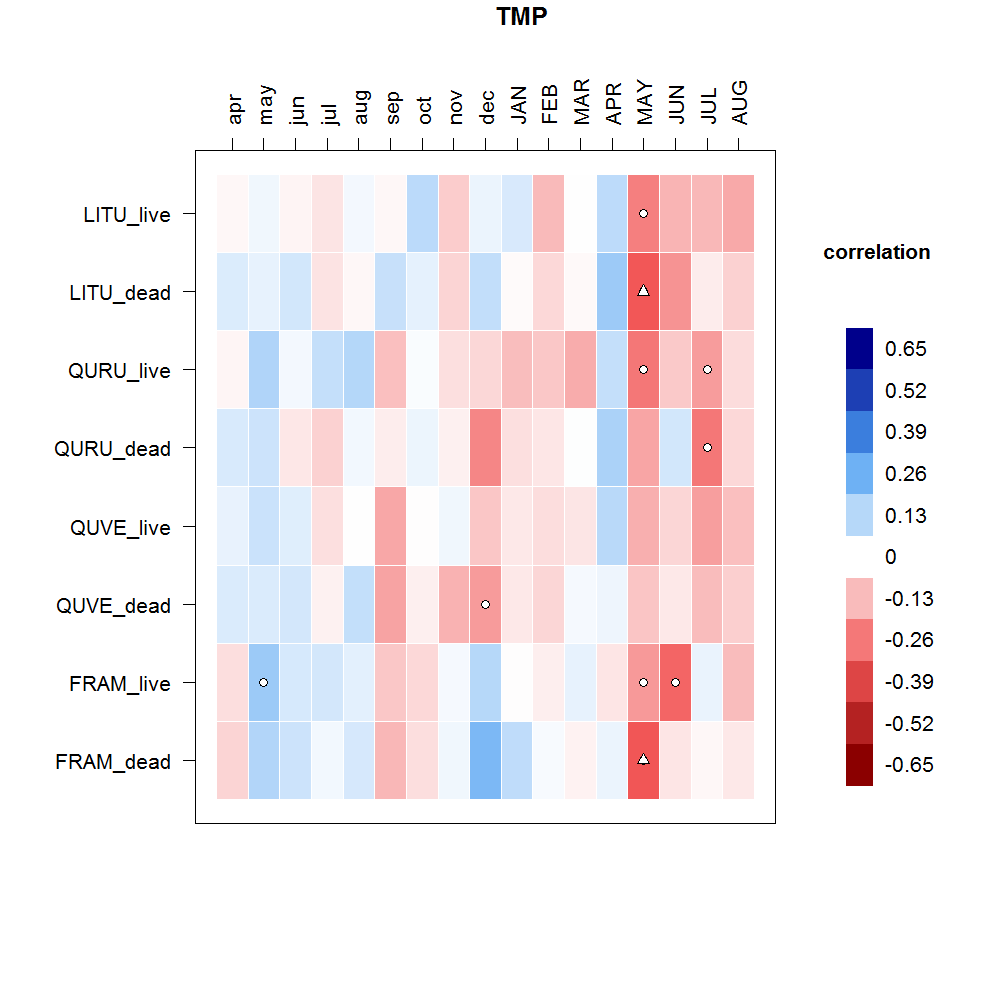 TMP
apr may jun jul aug sep oct nov dec JAN FEB MAR APR MAY JUN JUL AUG
LITU_live
LITU_dead
QURU_live
QURU_dead
QUVE_live
QUVE_dead
FRAM_live
FRAM_dead
correlation
0.65
0.52
0.39
0.26
0.13
0
-0.13
-0.26
-0.39
-0.52
-0.65